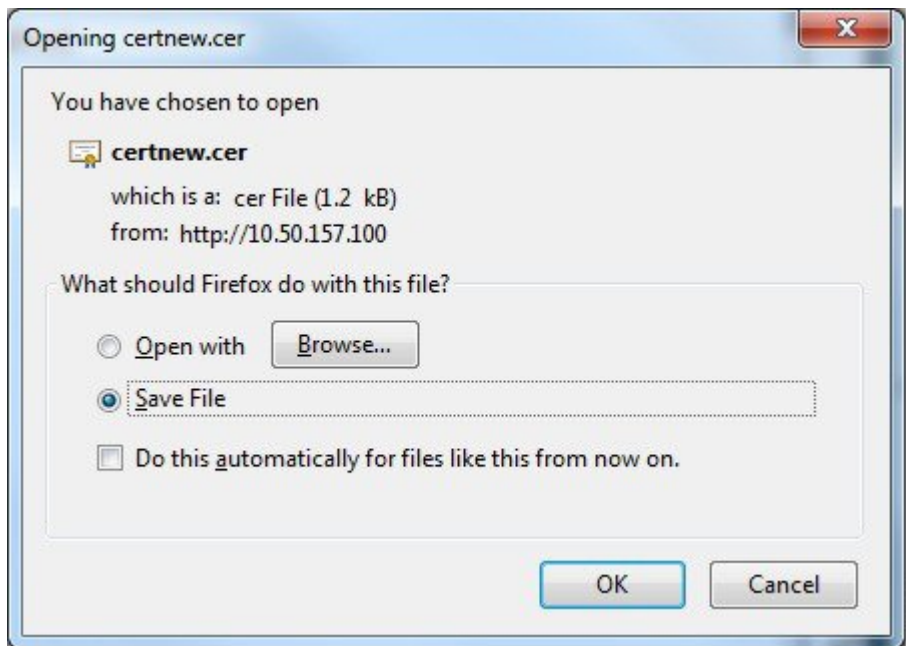 Opening certnew.cer
You have chosen to open
certnew.cer
which is a: cer File (1.2 kB)
from: http://10.50.157.100
What should Firefox do with this file?
Open with Browse...
Save File
Do this automatically for files like this from now on.
OK Cancel